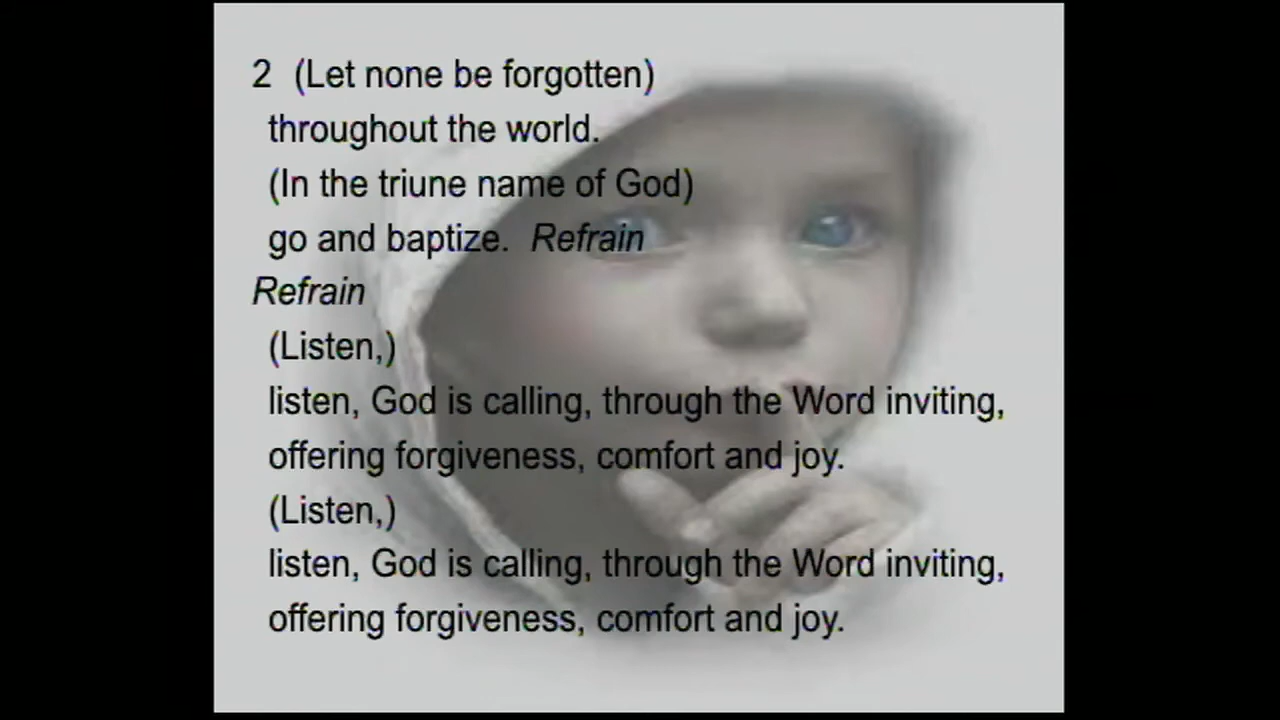 2 (Let none be forgotten)
throughout the world.
(In the triune name of God)
go and baptize. Refrain
Refrain
(Listen,)
listen, God is calling, through the Word inviting,
offering forgiveness, comfort and joy.
(Listen,)
listen, God is calling, through the Word inviting,
offering forgiveness, comfort and joy.